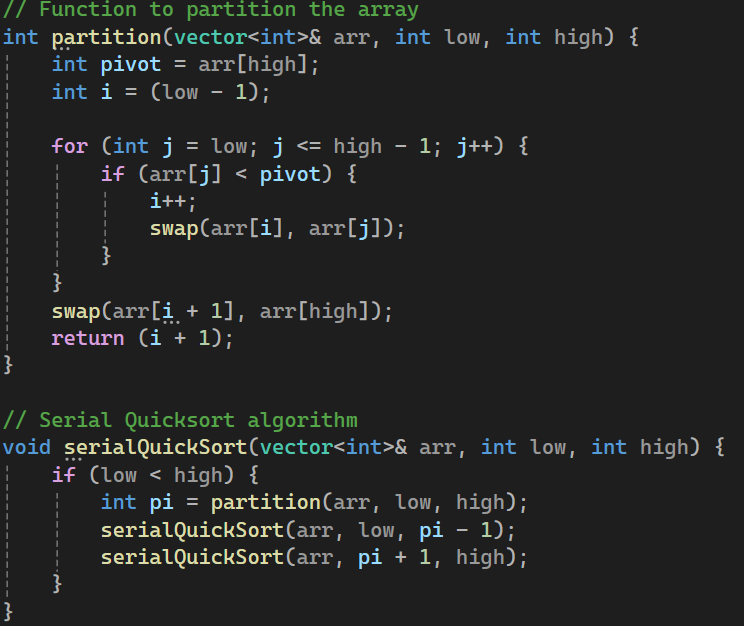 // Function to partition the array
int partition(vector<int>& arr, int low, int high) {
    int pivot = arr[high];
    int i = (low - 1);

    for (int j = low; j <= high - 1; j++) {
        if (arr[j] < pivot) {
            i++;
            swap(arr[i], arr[j]);
        }
    }
    swap(arr[i + 1], arr[high]);
    return (i + 1);
}

// Serial Quicksort algorithm
void serialQuickSort(vector<int>& arr, int low, int high) {
    if (low < high) {
        int pi = partition(arr, low, high);
        serialQuickSort(arr, low, pi - 1);
        serialQuickSort(arr, pi + 1, high);
    }
}